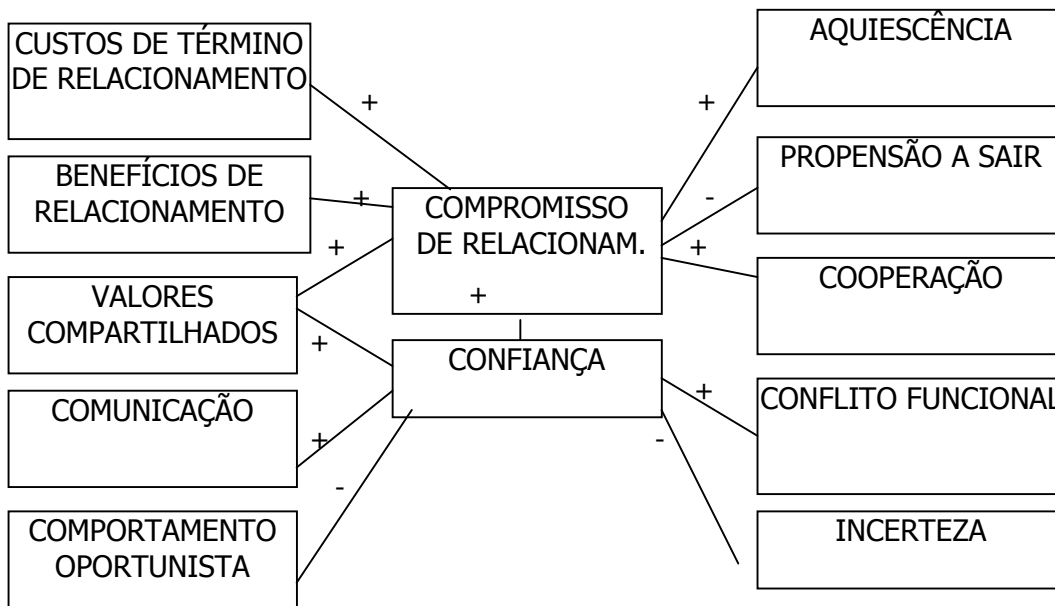 CUSTOS DE TÉRMINO
DE RELACIONAMENTO
+
BENEFÍCIOS DE
RELACIONAMENTO
+
VALORES
COMPARTILHADOS
+
+
COMUNICAÇÃO
+
COMPORTAMENTO
OPORTUNISTA
-
COMPROMISSO
DE RELACIONAM.
+
CONFIANÇA
AQUIESCÊNCIA
+
PROPENSÃO A SAIR
-
COOPERAÇÃO
+
CONFLITO FUNCIONAL
+
INCERTEZA
-